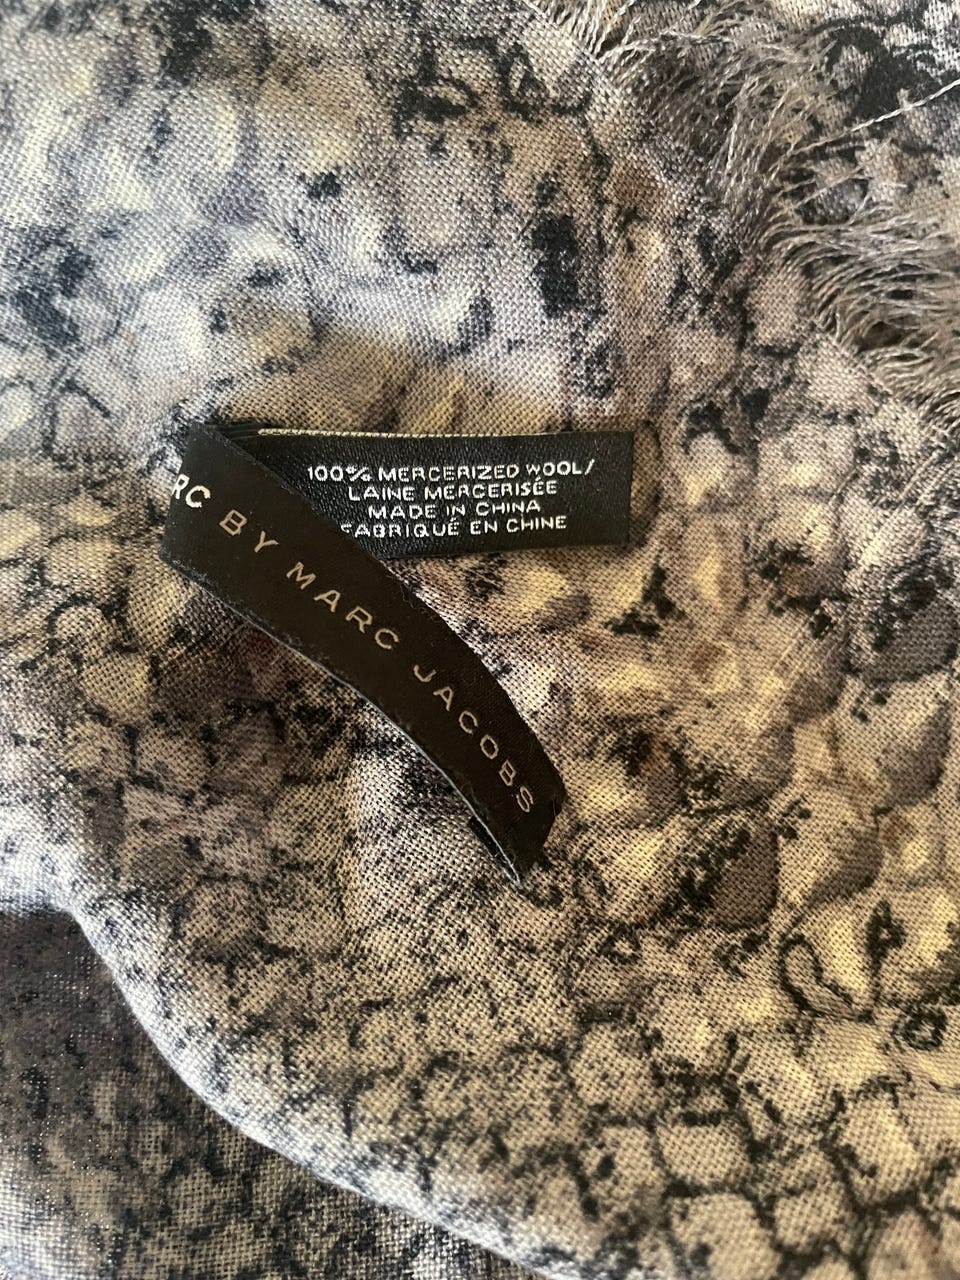 100% MERCERIZED WOOL/
LAINE MERCERISÉE
MADE IN CHINA
FABRIQUÉ EN CHINE
RC BY MARC JACOBS